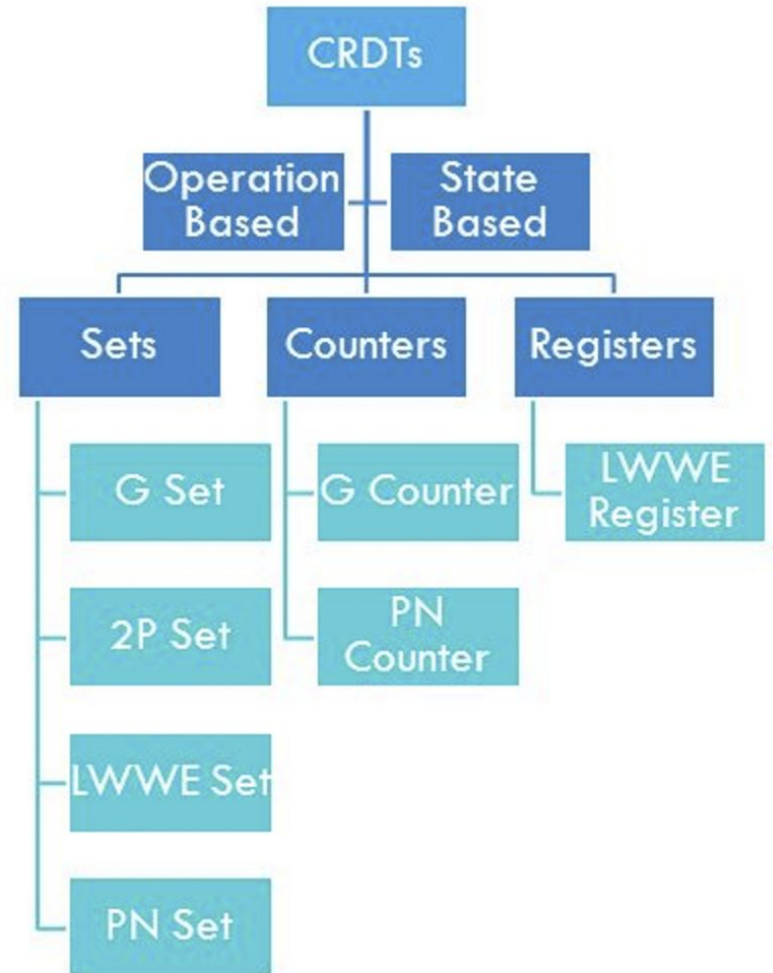 CRDTs
Operation
Based
State
Based
Sets
Counters
Registers
G Set
G Counter
LWWE
Register
2P Set
PN
Counter
LWWE Set
PN Set